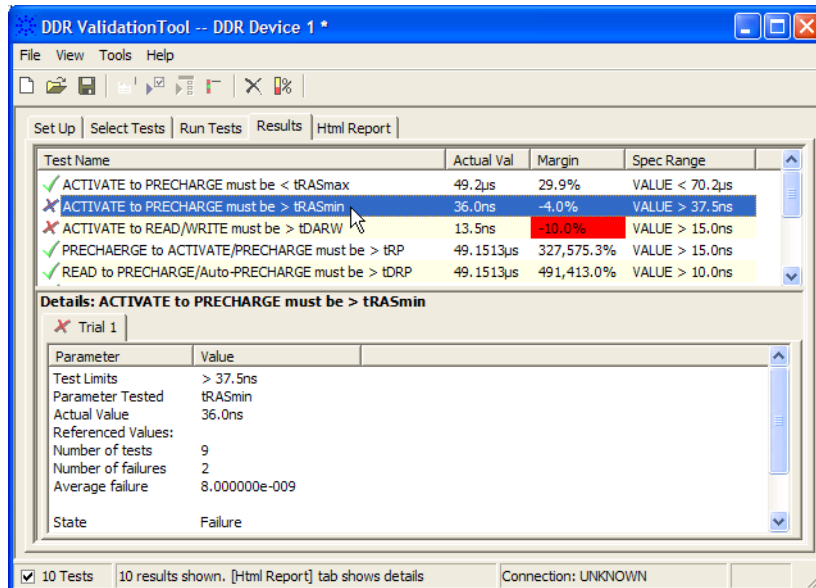 DDR ValidationTool -- DDR Device 1 *
File View Tools Help
Set Up Select Tests Run Tests Results Html Report
Test Name Actual Val Margin Spec Range
ACTIVATE to PRECHARGE must be < tRASmax 49.2µs 29.9% VALUE < 70.2µs
ACTIVATE to PRECHARGE must be > tRASmin 36.0ns -4.0% VALUE > 37.5ns
ACTIVATE to READ/WRITE must be > tDARW 13.5ns -10.0% VALUE > 15.0ns
PRECHAERGE to ACTIVATE/PRECHARGE must be > tRP 49.1513µs 327,575.3% VALUE > 15.0ns
READ to PRECHARGE/Auto-PRECHARGE must be > tDRP 49.1513µs 491,413.0% VALUE > 10.0ns
Details: ACTIVATE to PRECHARGE must be > tRASmin
Trial 1
Parameter Value
Test Limits > 37.5ns
Parameter Tested tRASmin
Actual Value 36.0ns
Referenced Values:
Number of tests 9
Number of failures 2
Average failure 8.000000e-009
State Failure
10 Tests 10 results shown. [Html Report] tab shows details Connection: UNKNOWN